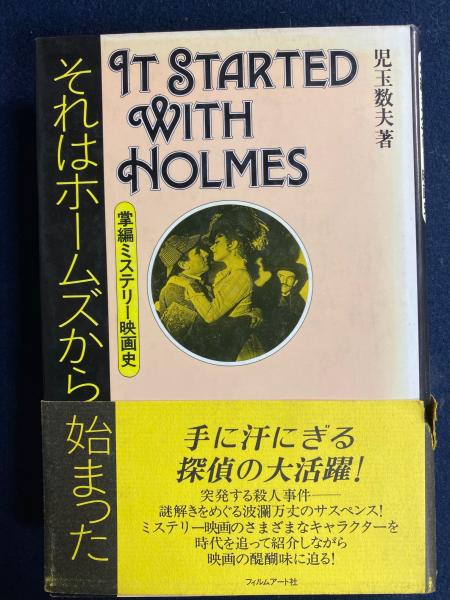 それはホームズから始まった
IT STARTED
WITH
HOLMES
児玉数夫著
掌編ミステリー映画史
手に汗にぎる
探偵の大活躍!
突発する殺人事件——
謎解きをめぐる波瀾万丈のサスペンス!
ミステリー映画のさまざまなキャラクターを
時代を追って紹介しながら
映画の醍醐味に迫る!
フィルムアート社